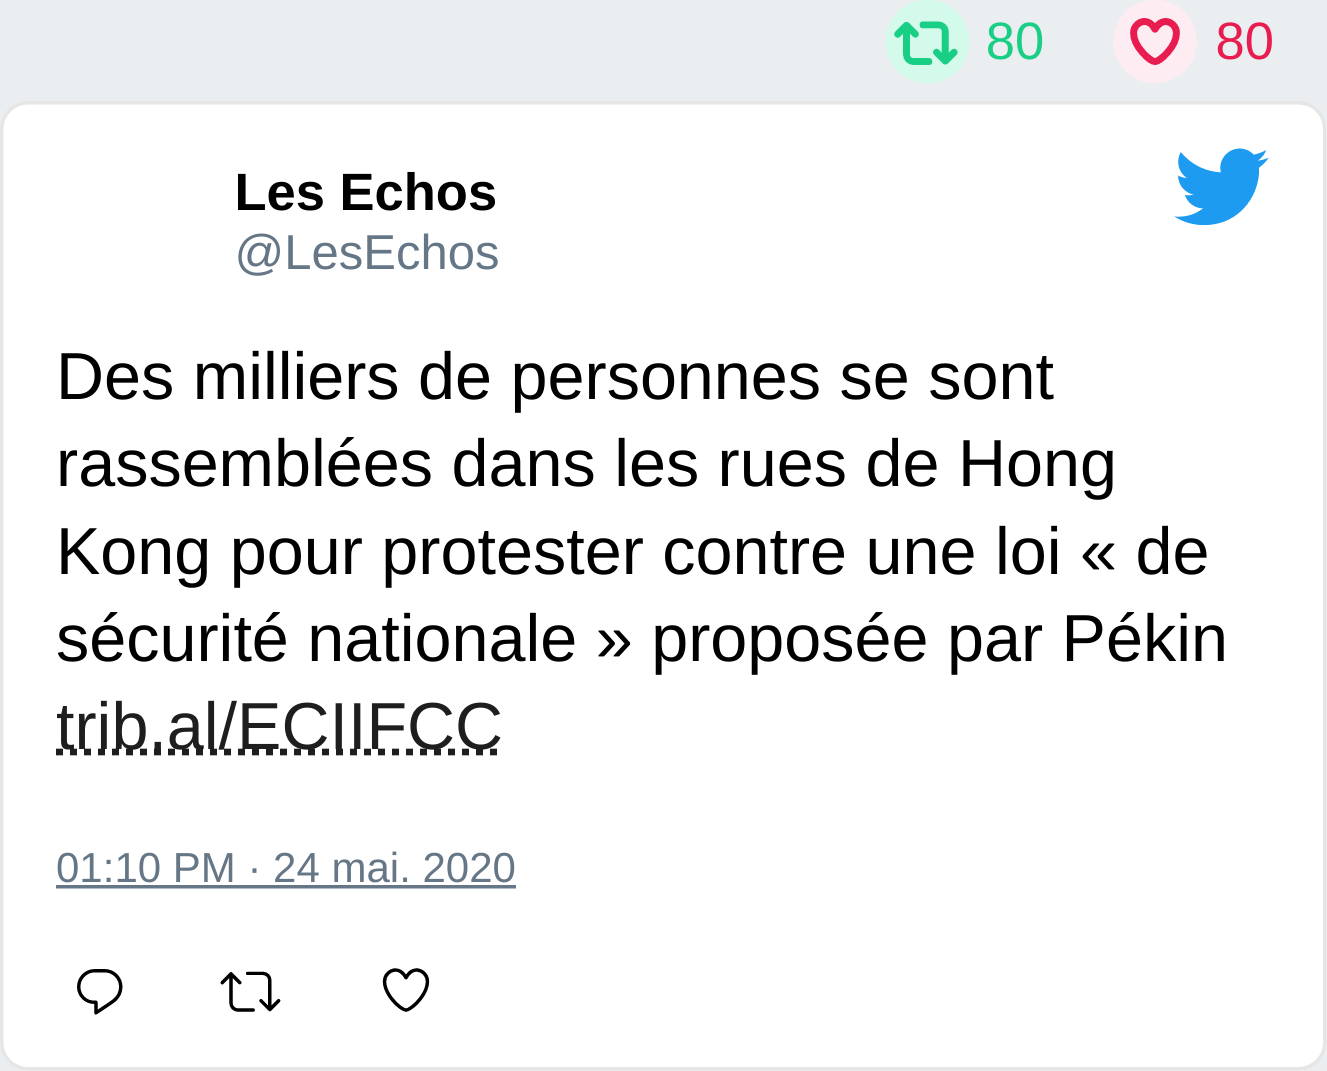 80 80
Les Echos
@LesEchos
Des milliers de personnes se sont
rassemblées dans les rues de Hong
Kong pour protester contre une loi « de
sécurité nationale » proposée par Pékin
trib.al/ECIIFCC
01:10 PM · 24 mai. 2020